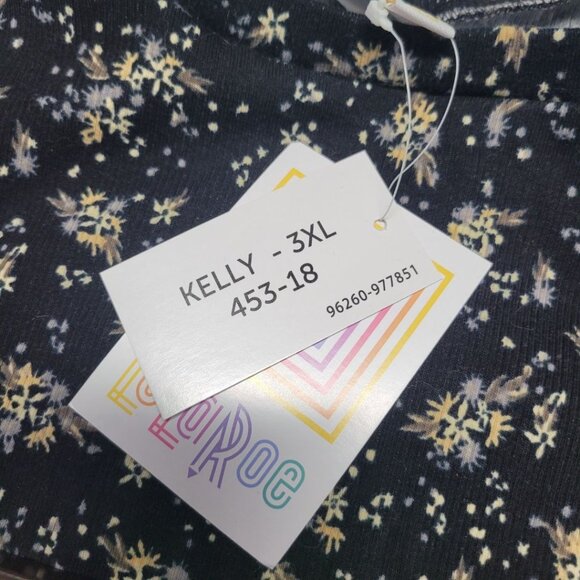 KELLY - 3XL
453-18
96260-977851
LuLaRoe